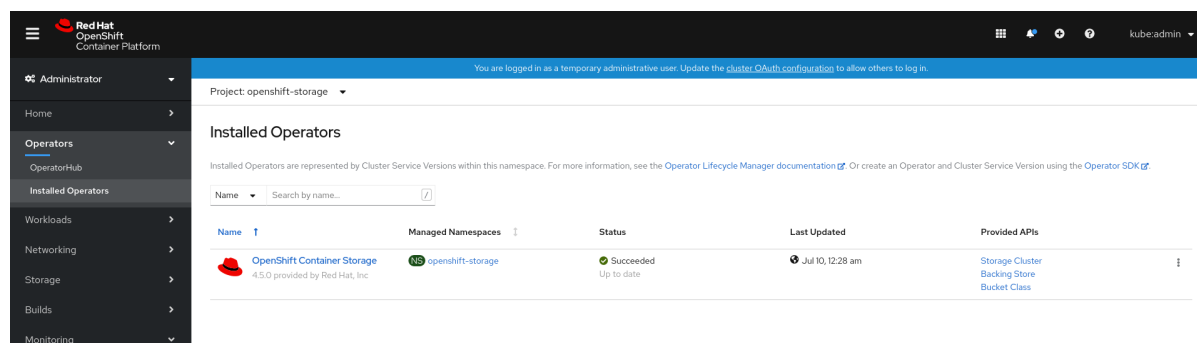 Red Hat
OpenShift
Container Platform
kube:admin
Administrator
You are logged in as a temporary administrative user. Update the cluster OAuth configuration to allow others to log in.
Project: openshift-storage
Home
Operators
OperatorHub
Installed Operators
Workloads
Networking
Storage
Builds
Monitoring
Installed Operators
Installed Operators are represented by Cluster Service Versions within this namespace. For more information, see the Operator Lifecycle Manager documentation. Or create an Operator and Cluster Service Version using the Operator SDK.
Name Search by name... /
Name Managed Namespaces Status Last Updated Provided APIs
OpenShift Container Storage NS openshift-storage Succeeded Jul 10, 12:28 am Storage Cluster
4.5.0 provided by Red Hat, Inc Up to date Backing Store
Bucket Class